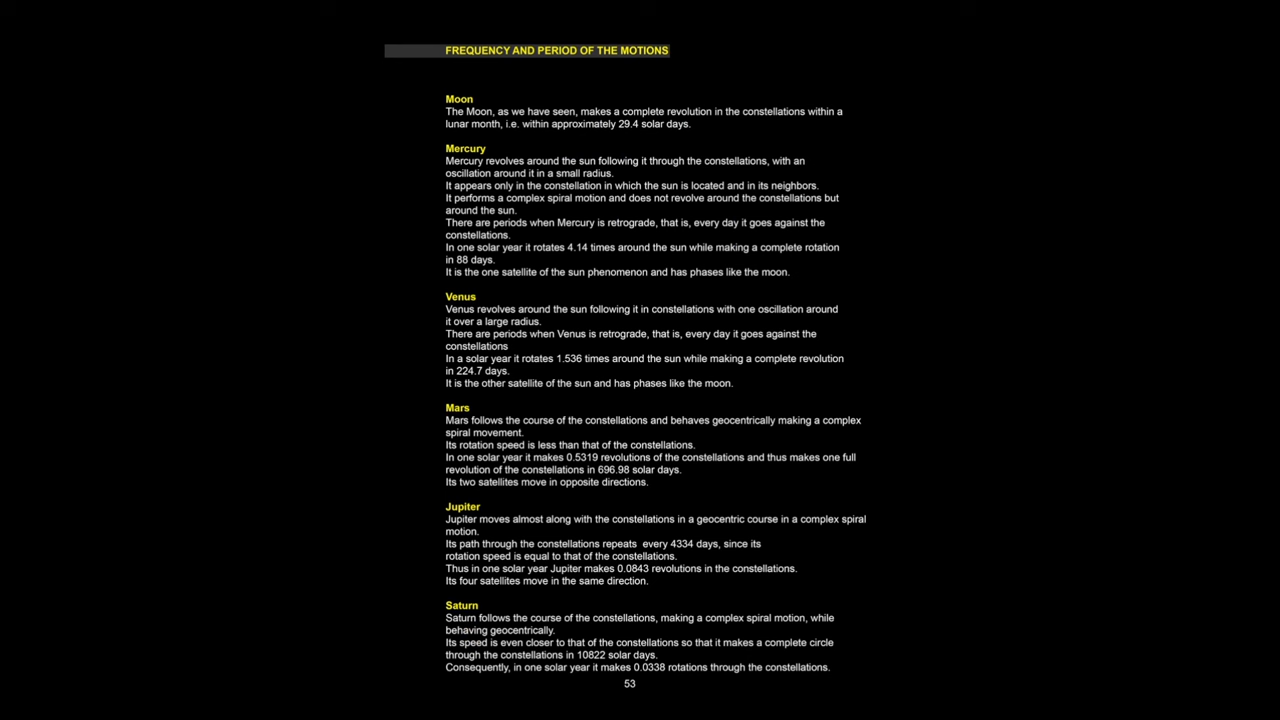 FREQUENCY AND PERIOD OF THE MOTIONS
Moon
The Moon, as we have seen, makes a complete revolution in the constellations within a
lunar month, i.e. within approximately 29.4 solar days.
Mercury
Mercury revolves around the sun following it through the constellations, with an
oscillation around it in a small radius.
It appears only in the constellation in which the sun is located and in its neighbors.
It performs a complex spiral motion and does not revolve around the constellations but
around the sun.
There are periods when Mercury is retrograde, that is, every day it goes against the
constellations.
In one solar year it rotates 4.14 times around the sun while making a complete rotation
in 88 days.
It is the one satellite of the sun phenomenon and has phases like the moon.
Venus
Venus revolves around the sun following it in constellations with one oscillation around
it over a large radius.
There are periods when Venus is retrograde, that is, every day it goes against the
constellations
In a solar year it rotates 1.536 times around the sun while making a complete revolution
in 224.7 days.
It is the other satellite of the sun and has phases like the moon.
Mars
Mars follows the course of the constellations and behaves geocentrically making a complex
spiral movement.
Its rotation speed is less than that of the constellations.
In one solar year it makes 0.5319 revolutions of the constellations and thus makes one full
revolution of the constellations in 696.98 solar days.
Its two satellites move in opposite directions.
Jupiter
Jupiter moves almost along with the constellations in a geocentric course in a complex spiral
motion.
Its path through the constellations repeats every 4334 days, since its
rotation speed is equal to that of the constellations.
Thus in one solar year Jupiter makes 0.0843 revolutions in the constellations.
Its four satellites move in the same direction.
Saturn
Saturn follows the course of the constellations, making a complex spiral motion, while
behaving geocentrically.
Its speed is even closer to that of the constellations so that it makes a complete circle
through the constellations in 10822 solar days.
Consequently, in one solar year it makes 0.0338 rotations through the constellations.
53